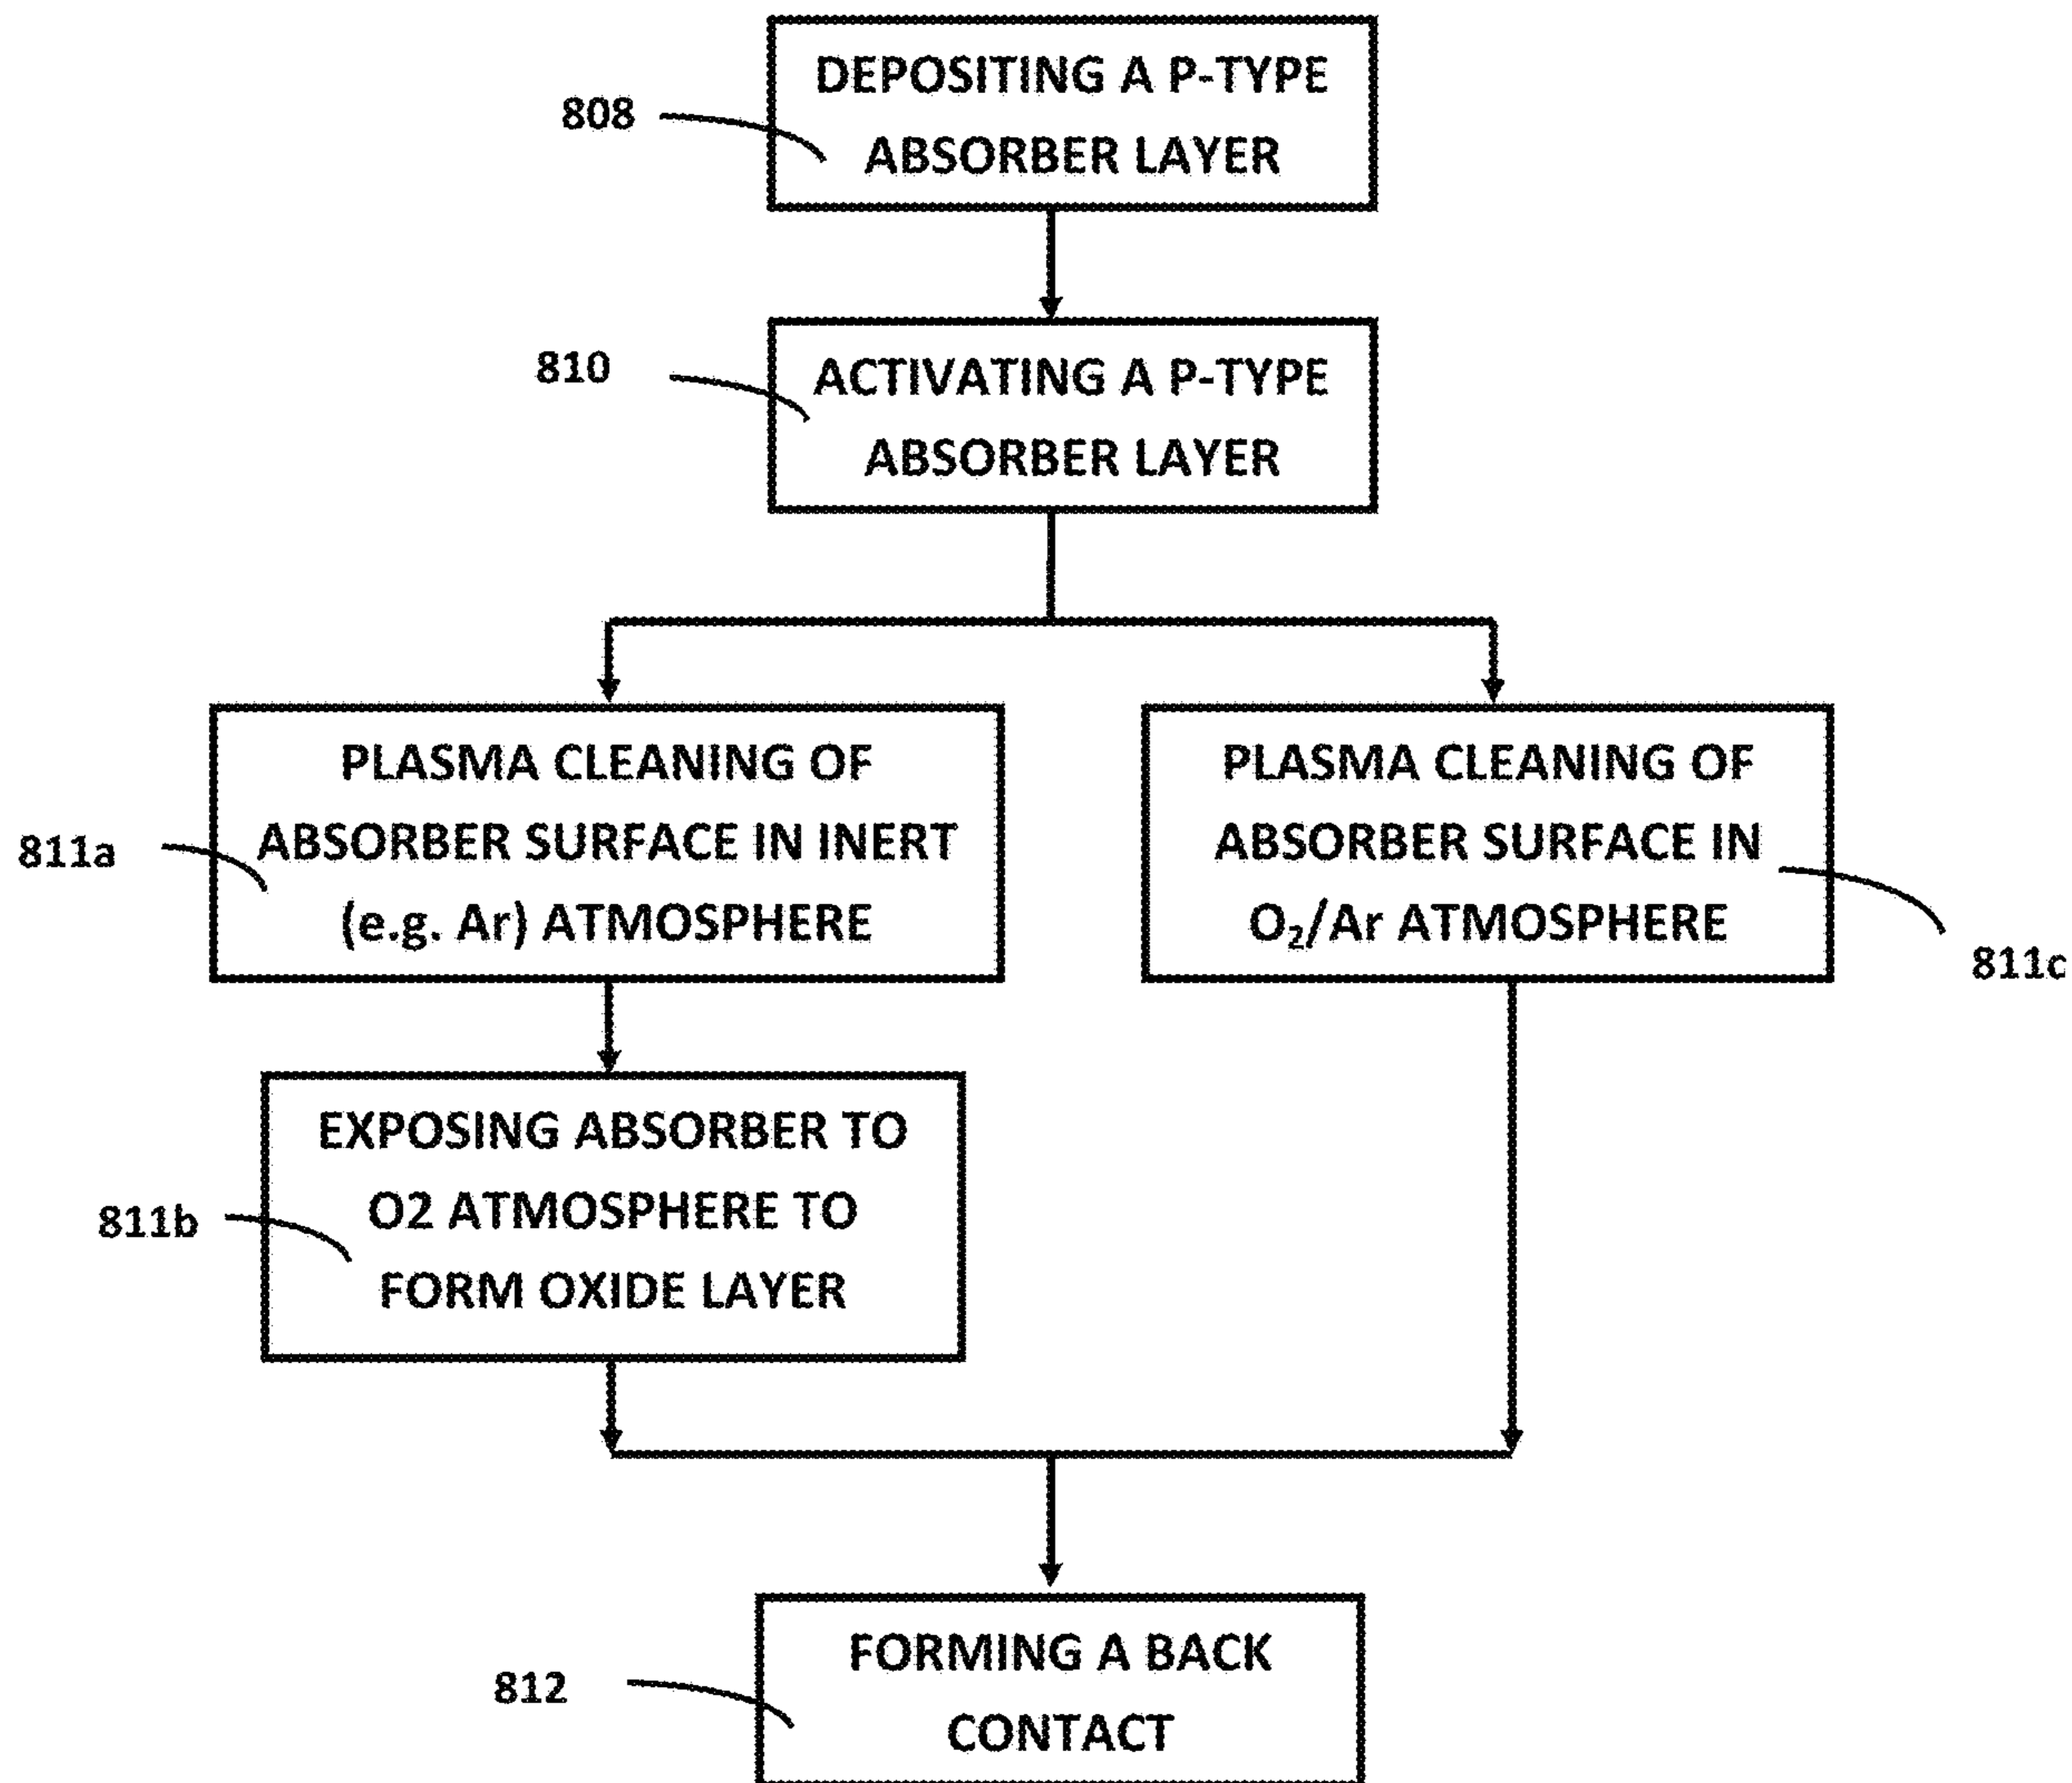 DEPOSITING A P-TYPE
808
ABSORBER LAYER
810
ACTIVATING A P-TYPE
ABSORBER LAYER
PLASMA CLEANING OF
ABSORBER SURFACE IN INERT
(e.g. Ar) ATMOSPHERE
811a
PLASMA CLEANING OF
ABSORBER SURFACE IN
O₂/Ar ATMOSPHERE
811c
EXPOSING ABSORBER TO
O2 ATMOSPHERE TO
FORM OXIDE LAYER
811b
FORMING A BACK
CONTACT
812